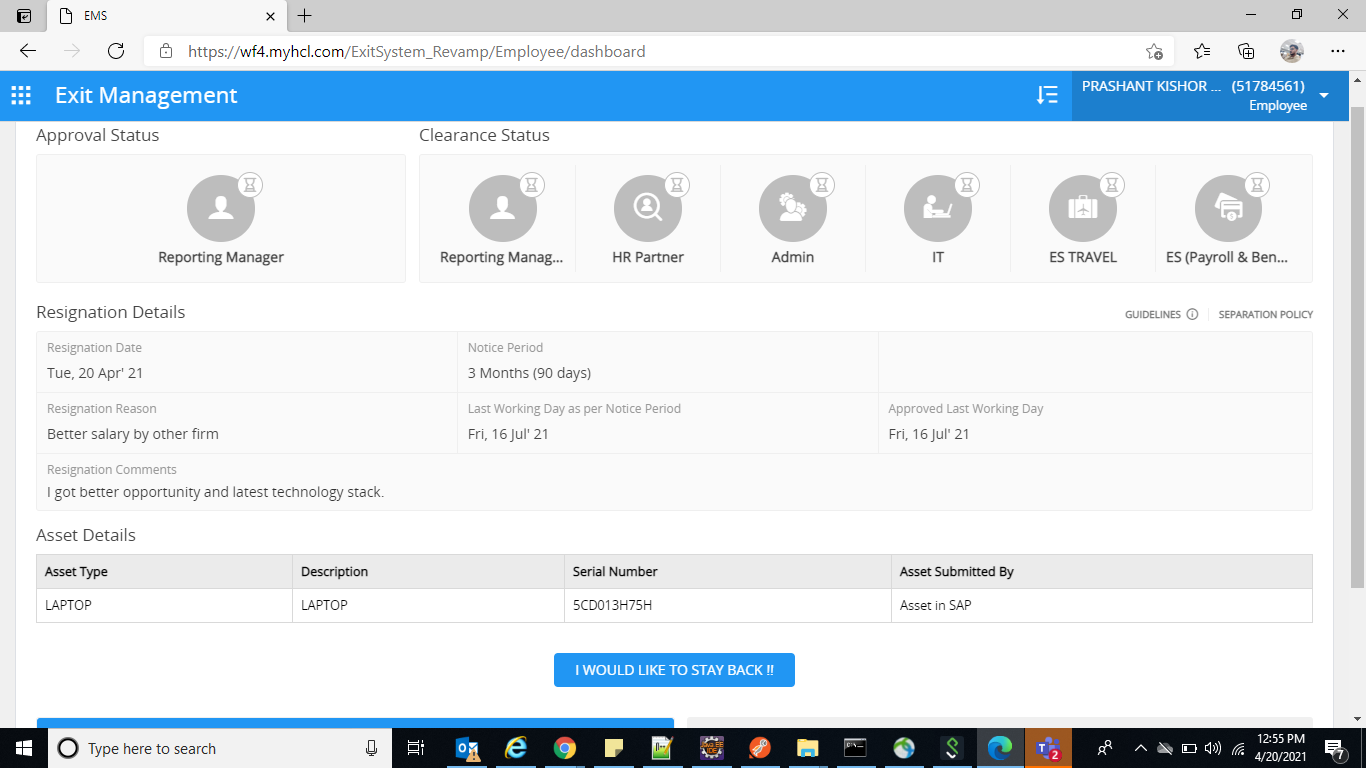 EMS
https://wf4.myhcl.com/ExitSystem_Revamp/Employee/dashboard
Exit Management
PRASHANT KISHOR ... (51784561)
Employee
Approval Status
Clearance Status
Reporting Manager
Reporting Manag...
HR Partner
Admin
IT
ES TRAVEL
ES (Payroll & Ben...
Resignation Details
GUIDELINES
SEPARATION POLICY
Resignation Date
Notice Period
Tue, 20 Apr' 21
3 Months (90 days)
Resignation Reason
Last Working Day as per Notice Period
Approved Last Working Day
Better salary by other firm
Fri, 16 Jul' 21
Fri, 16 Jul' 21
Resignation Comments
I got better opportunity and latest technology stack.
Asset Details
Asset Type
Description
Serial Number
Asset Submitted By
LAPTOP
LAPTOP
5CD013H75H
Asset in SAP
I WOULD LIKE TO STAY BACK !!
Type here to search
2
12:55 PM
4/20/2021
7